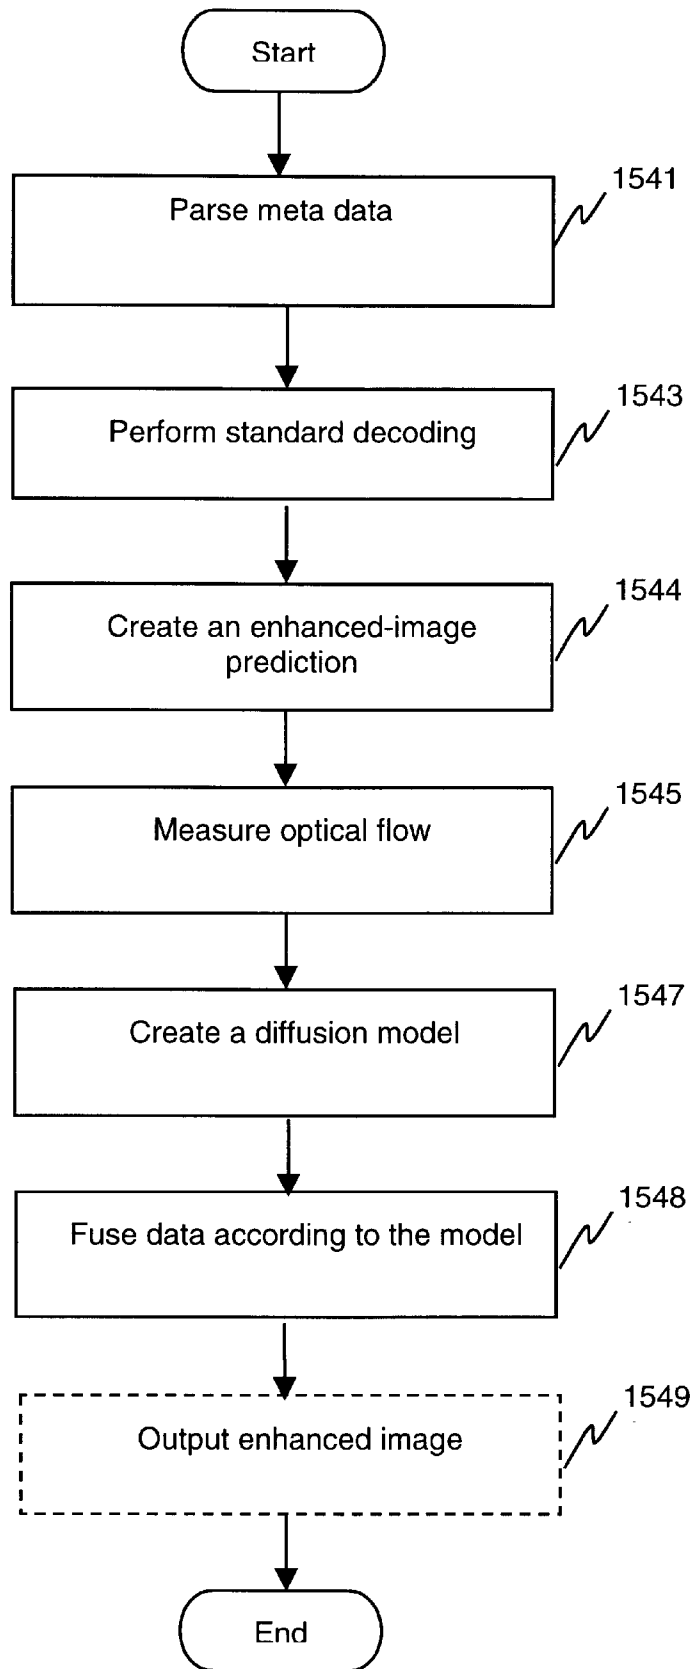 Start
1541
Parse meta data
1543
Perform standard decoding
1544
Create an enhanced-image
prediction
1545
Measure optical flow
1547
Create a diffusion model
1548
Fuse data according to the model
1549
Output enhanced image
End